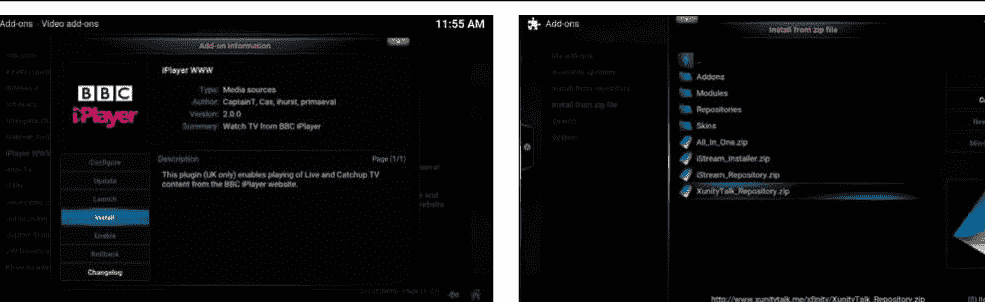 Add-ons · Video add-ons
11:55 AM
Add-on information
iPlayer WWW
Type: Media sources
Author: CaptainT, Cas, lhurst, primaeval
Version: 2.0.0
Summary: Watch TV from BBC iPlayer
BBC
iPlayer
Configure
Update
Launch
Install
Enable
Rollback
Changelog
Description
Page (1/1)
This plugin (UK only) enables playing of Live and Catchup TV
content from the BBC iPlayer website.
Add-ons
Install from zip file
..
Addons
Modules
Repositories
Skins
All_In_One.zip
iStream_Installer.zip
iStream_Repository.zip
XunityTalk_Repository.zip
http://www.xunitytalk.me/xfinity/XunityTalk_Repository.zip